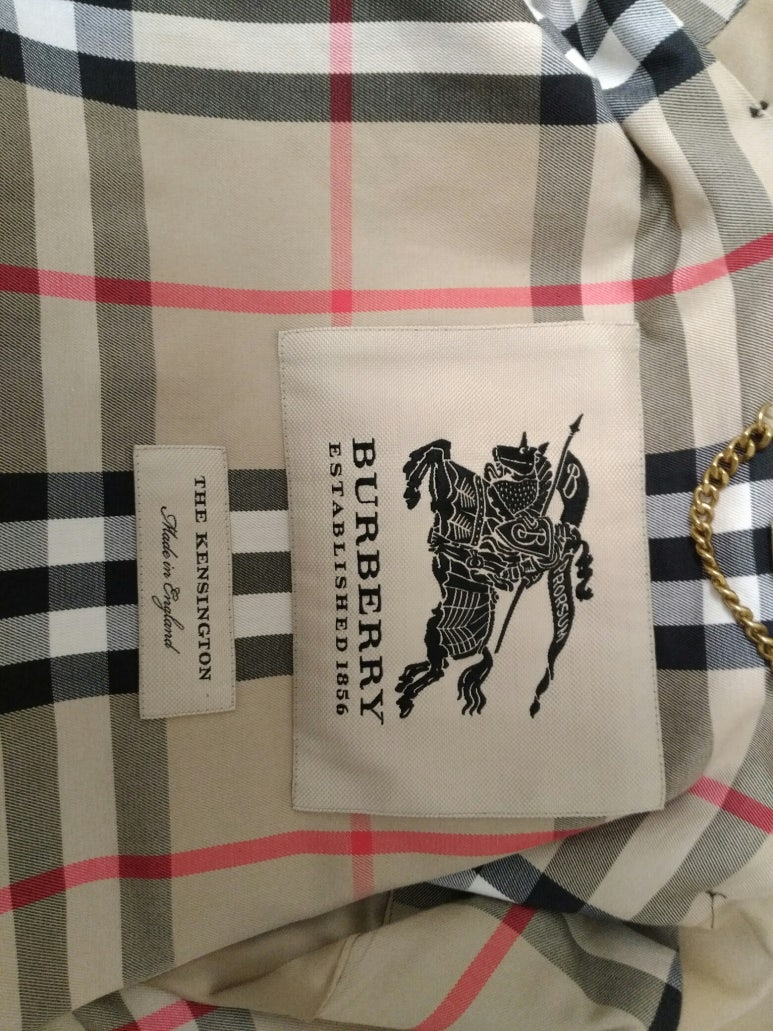 B PRORSUM
BURBERRY
ESTABLISHED 1856
THE KENSINGTON
Made in England